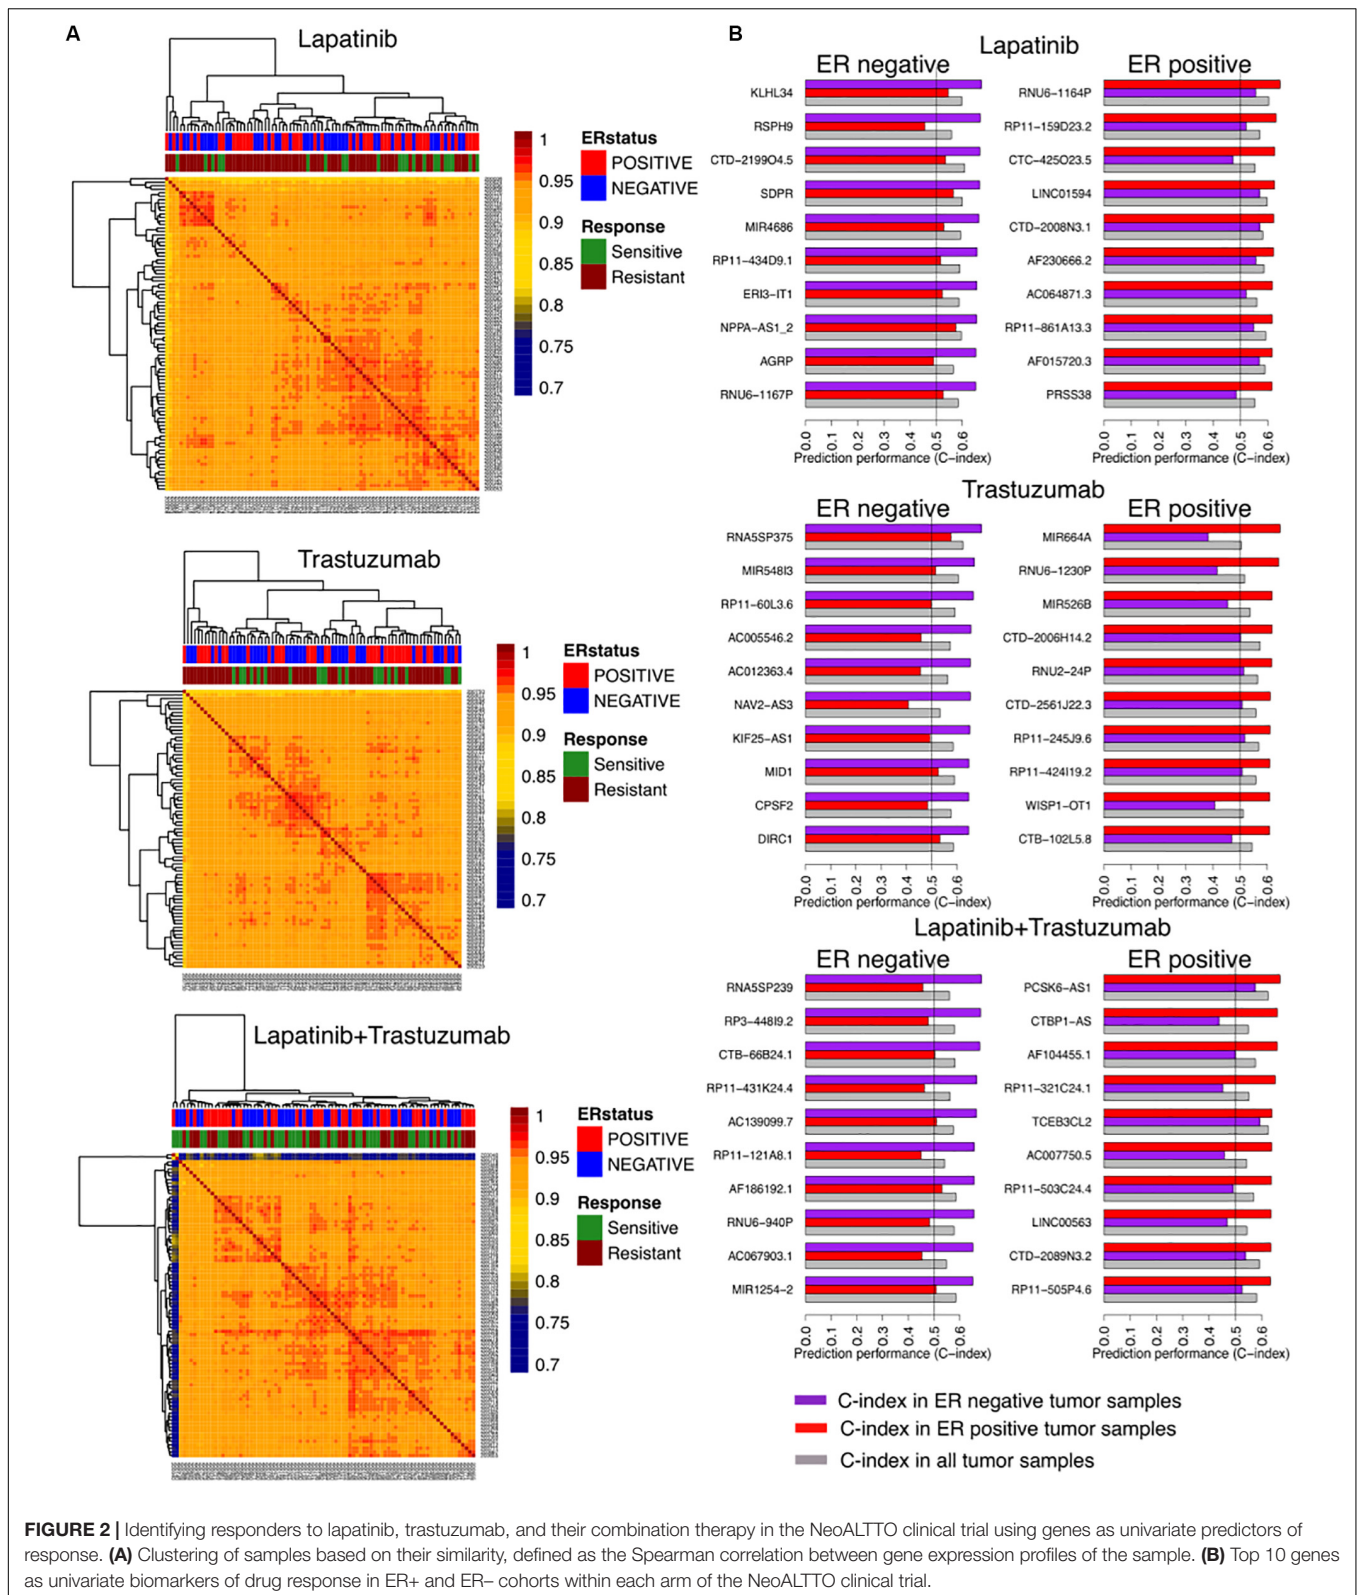 A
Lapatinib
1
0.95
0.9
0.85
0.8
0.75
0.7
ERstatus
POSITIVE
NEGATIVE
Response
Sensitive
Resistant
Trastuzumab
1
0.95
0.9
0.85
0.8
0.75
0.7
ERstatus
POSITIVE
NEGATIVE
Response
Sensitive
Resistant
Lapatinib+Trastuzumab
1
0.95
0.9
0.85
0.8
0.75
0.7
ERstatus
POSITIVE
NEGATIVE
Response
Sensitive
Resistant
B
Lapatinib
ER negative
KLHL34
RSPH9
CTD-2199O4.5
SDPR
MIR4686
RP11-434D9.1
ERI3-IT1
NPPA-AS1_2
AGRP
RNU6-1167P
0.0 0.1 0.2 0.3 0.4 0.5 0.6
Prediction performance (C-index)
ER positive
RNU6-1164P
RP11-159D23.2
CTC-425O23.5
LINC01594
CTD-2008N3.1
AF230666.2
AC064871.3
RP11-861A13.3
AF015720.3
PRSS38
0.0 0.1 0.2 0.3 0.4 0.5 0.6
Prediction performance (C-index)
Trastuzumab
ER negative
RNA5SP375
MIR548I3
RP11-60L3.6
AC005546.2
AC012363.4
NAV2-AS3
KIF25-AS1
MID1
CPSF2
DIRC1
0.0 0.1 0.2 0.3 0.4 0.5 0.6
Prediction performance (C-index)
ER positive
MIR664A
RNU6-1230P
MIR526B
CTD-2006H14.2
RNU2-24P
CTD-2561J22.3
RP11-245J9.6
RP11-424I19.2
WISP1-OT1
CTB-102L5.8
0.0 0.1 0.2 0.3 0.4 0.5 0.6
Prediction performance (C-index)
Lapatinib+Trastuzumab
ER negative
RNA5SP239
RP3-448I9.2
CTB-66B24.1
RP11-431K24.4
AC139099.7
RP11-121A8.1
AF186192.1
RNU6-940P
AC067903.1
MIR1254-2
0.0 0.1 0.2 0.3 0.4 0.5 0.6
Prediction performance (C-index)
ER positive
PCSK6-AS1
CTBP1-AS
AF104455.1
RP11-321C24.1
TCEB3CL2
AC007750.5
RP11-503C24.4
LINC00563
CTD-2089N3.2
RP11-505P4.6
0.0 0.1 0.2 0.3 0.4 0.5 0.6
Prediction performance (C-index)
C-index in ER negative tumor samples
C-index in ER positive tumor samples
C-index in all tumor samples
FIGURE 2 | Identifying responders to lapatinib, trastuzumab, and their combination therapy in the NeoALTTO clinical trial using genes as univariate predictors of
response. (A) Clustering of samples based on their similarity, defined as the Spearman correlation between gene expression profiles of the sample. (B) Top 10 genes
as univariate biomarkers of drug response in ER+ and ER– cohorts within each arm of the NeoALTTO clinical trial.